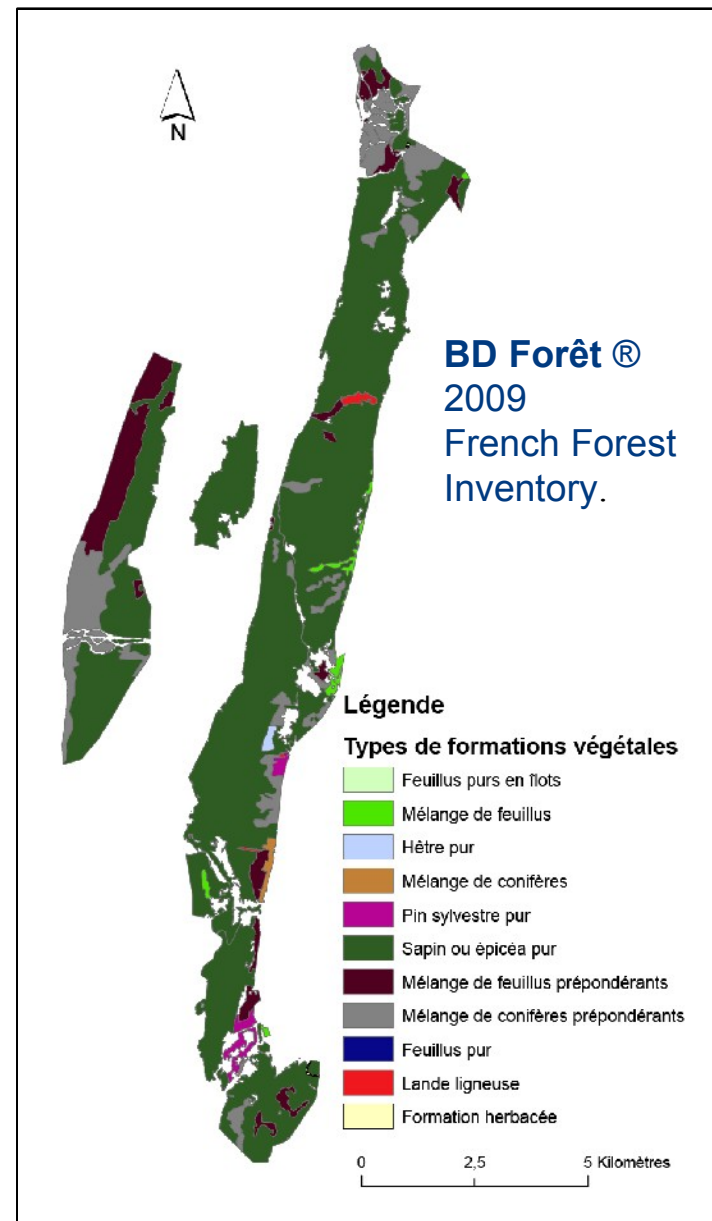 N
BD Forêt ®
2009
French Forest
Inventory.
Légende
Types de formations végétales
Feuillus purs en îlots
Mélange de feuillus
Hêtre pur
Mélange de conifères
Pin sylvestre pur
Sapin ou épicéa pur
Mélange de feuillus prépondérants
Mélange de conifères prépondérants
Feuillus pur
Lande ligneuse
Formation herbacée
0 2,5 5 Kilomètres